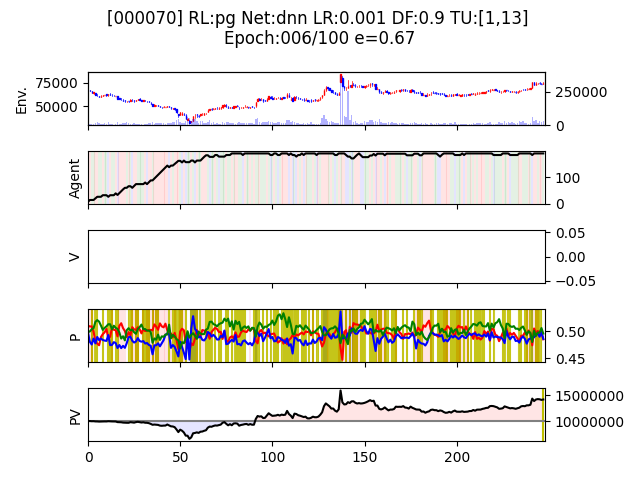 [000070] RL:pg Net:dnn LR:0.001 DF:0.9 TU:[1,13]
Epoch:006/100 e=0.67
Env.
75000
50000
250000
0
Agent
100
0
V
0.05
0.00
−0.05
P
0.50
0.45
PV
15000000
10000000
0
50
100
150
200